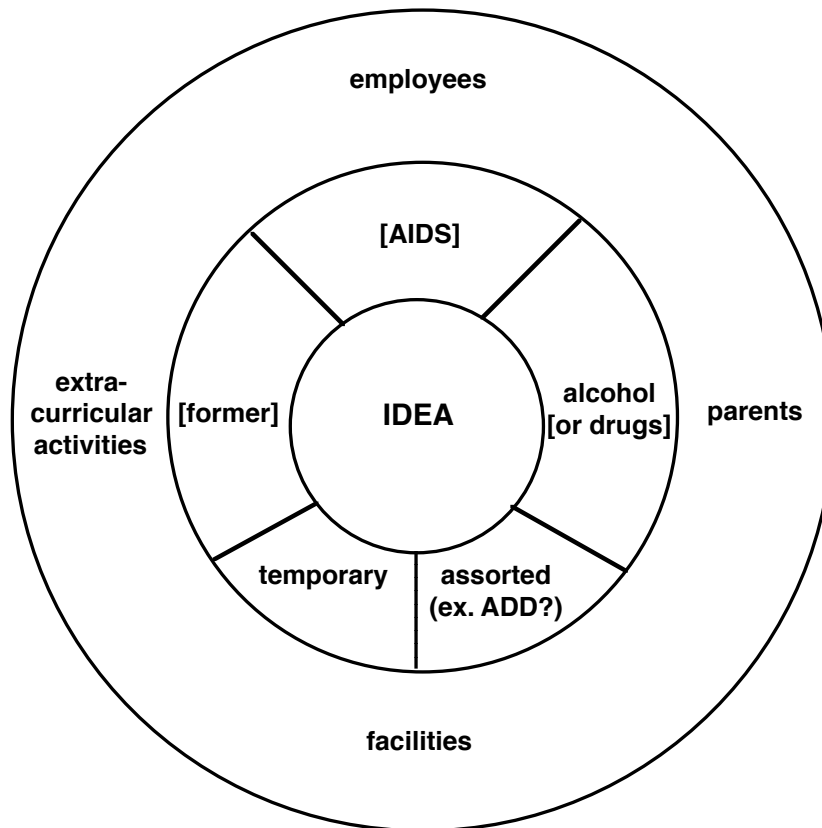 employees
[AIDS]
extra-
curricular
activities
[former]
IDEA
alcohol
[or drugs]
parents
temporary
assorted
(ex. ADD?)
facilities